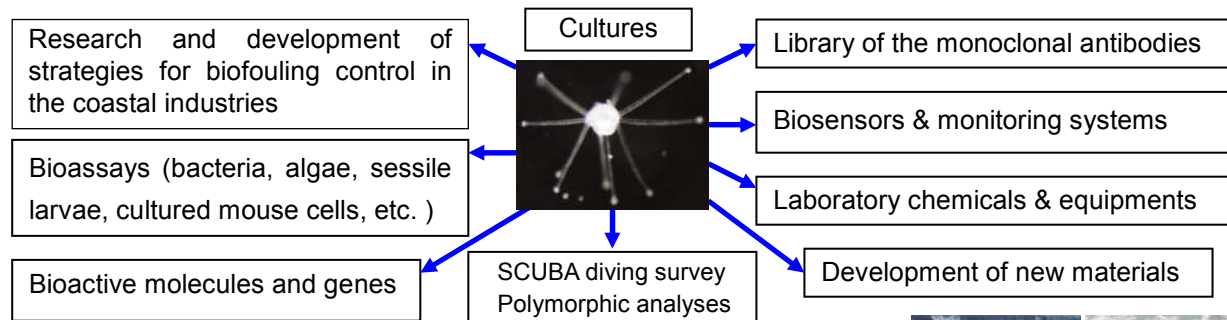 Cultures
Research and development of
strategies for biofouling control in
the coastal industries
Bioassays (bacteria, algae, sessile
larvae, cultured mouse cells, etc. )
Bioactive molecules and genes
SCUBA diving survey
Polymorphic analyses
Library of the monoclonal antibodies
Biosensors & monitoring systems
Laboratory chemicals & equipments
Development of new materials